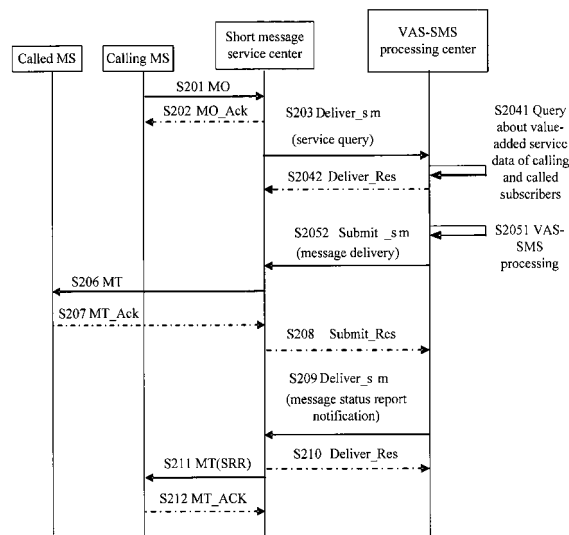 Called MS
Calling MS
Short message
service center
VAS-SMS
processing center
S201 MO
S202 MO_Ack
S203 Deliver_s m
(service query)
S2041 Query
about value-
added service
data of calling
and called
subscribers
S2042 Deliver_Res
S2051 VAS-
SMS
processing
S2052 Submit _s m
(message delivery)
S206 MT
S207 MT_Ack
S208 Submit_Res
S209 Deliver_s m
(message status report
notification)
S210 Deliver_Res
S211 MT(SRR)
S212 MT_ACK